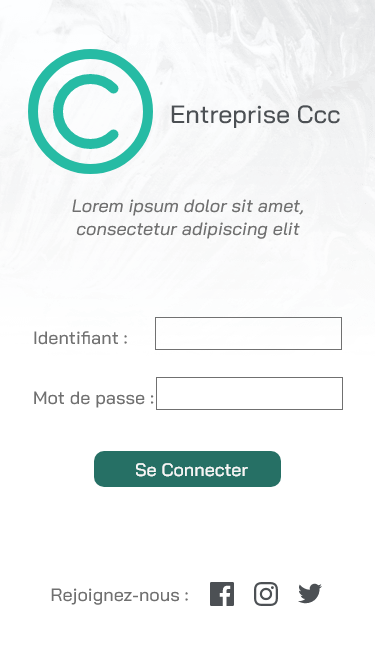 Entreprise Ccc
Lorem ipsum dolor sit amet,
consectetur adipiscing elit
Identifiant :
Mot de passe :
Se Connecter
Rejoignez-nous :